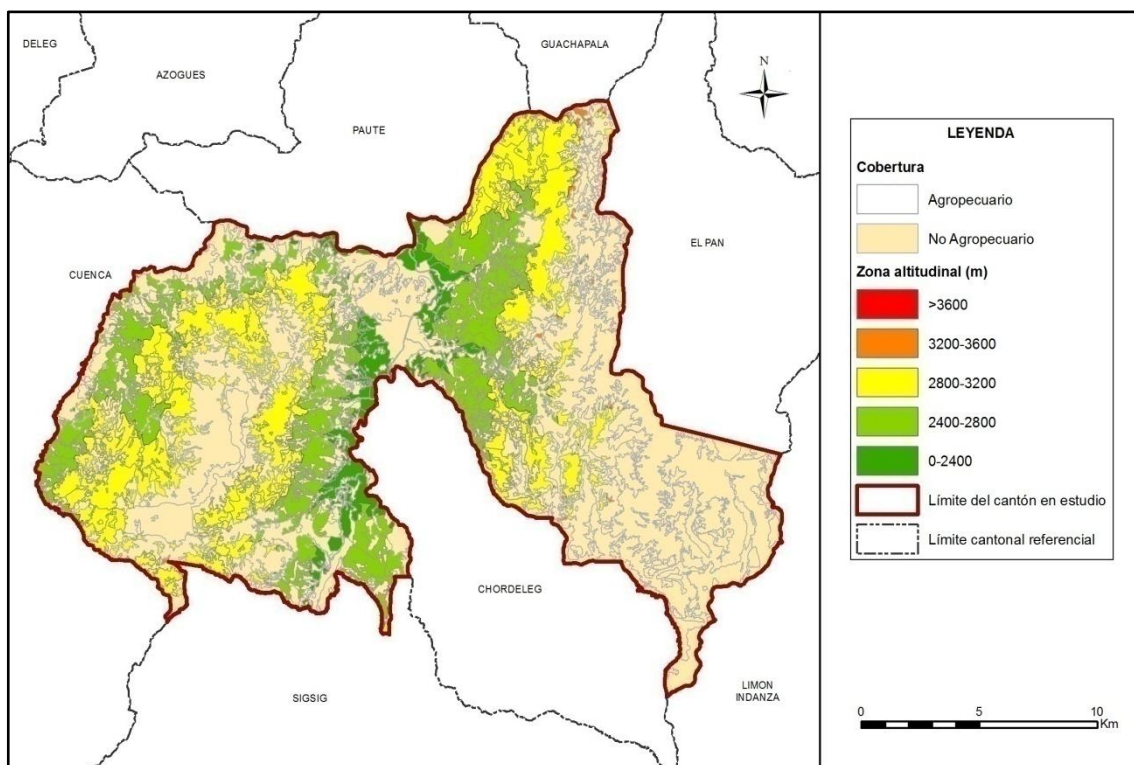 DELEG
AZOGUES
GUACHAPALA
N
PAUTE
CUENCA
EL PAN
CHORDELEG
SIGSIG
LIMON
INDANZA
LEYENDA
Cobertura
Agropecuario
No Agropecuario
Zona altitudinal (m)
>3600
3200-3600
2800-3200
2400-2800
0-2400
Límite del cantón en estudio
Límite cantonal referencial
0 5 10
Km